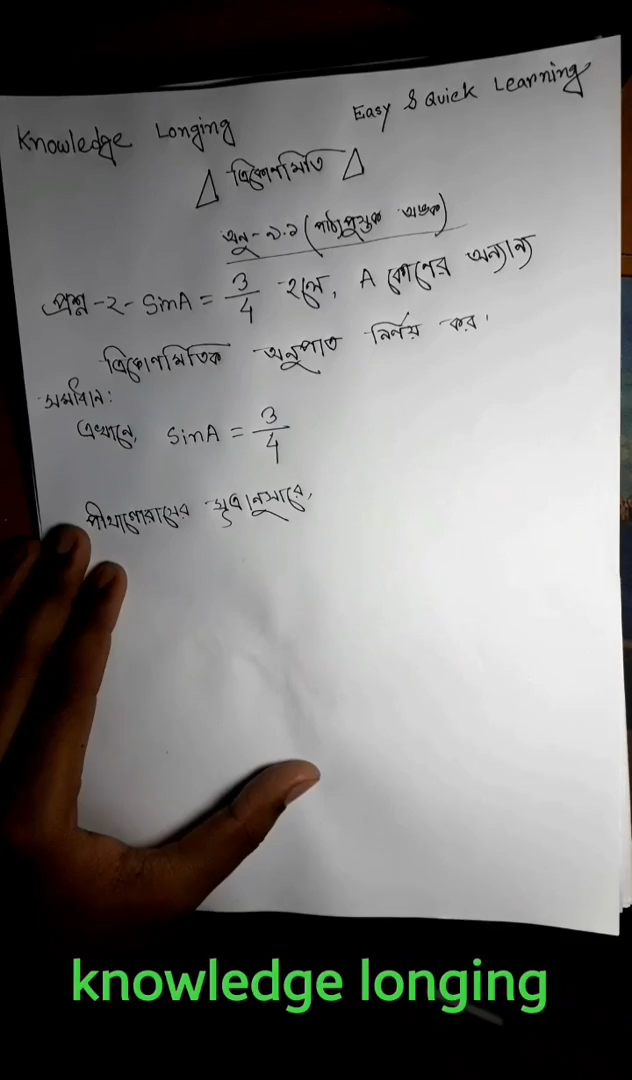 Knowledge Longing
Easy & Quick Learning
ত্রিকোণমিতি
অনু - ৯.১ (পাঠ্যপুস্তক অঙ্ক)
প্রশ্ন - ২ - sinA = 3/4 হলে, A কোণের অন্যান্য
ত্রিকোণমিতিক অনুপাত নির্ণয় কর।
সমাধান:
এখানে, sinA = 3/4
পীথাগোরাসের সূত্রানুসারে,
knowledge longing